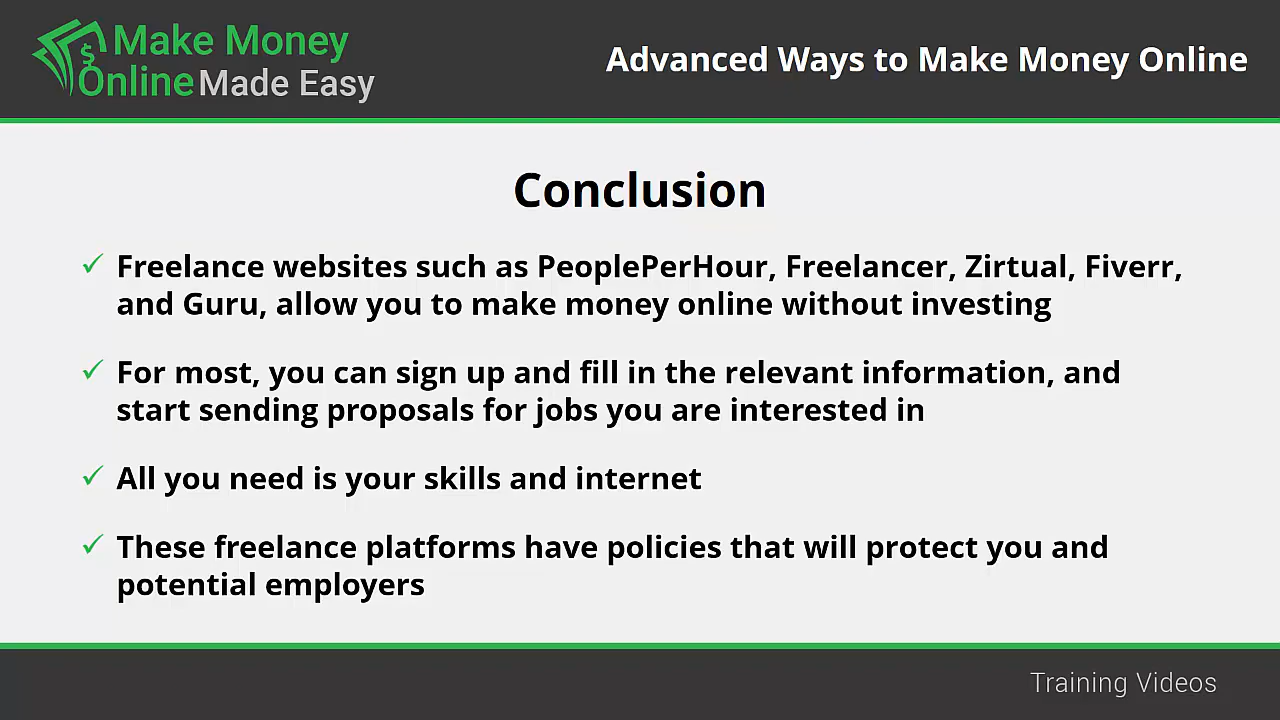 Make Money
Online Made Easy
Advanced Ways to Make Money Online
Conclusion
✓ Freelance websites such as PeoplePerHour, Freelancer, Zirtual, Fiverr,
and Guru, allow you to make money online without investing
✓ For most, you can sign up and fill in the relevant information, and
start sending proposals for jobs you are interested in
✓ All you need is your skills and internet
✓ These freelance platforms have policies that will protect you and
potential employers
Training Videos